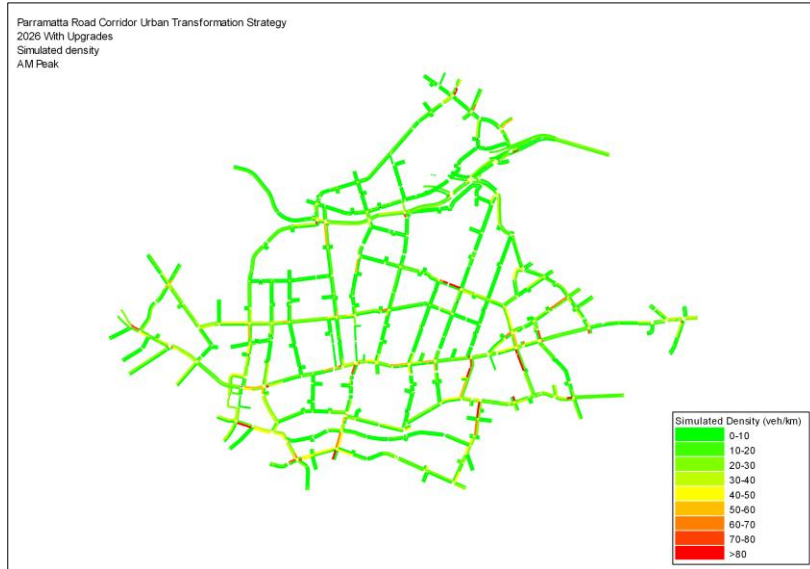 Parramatta Road Corridor Urban Transformation Strategy
2026 With Upgrades
Simulated density
AM Peak
Simulated Density (veh/km)
0-10
10-20
20-30
30-40
40-50
50-60
60-70
70-80
>80